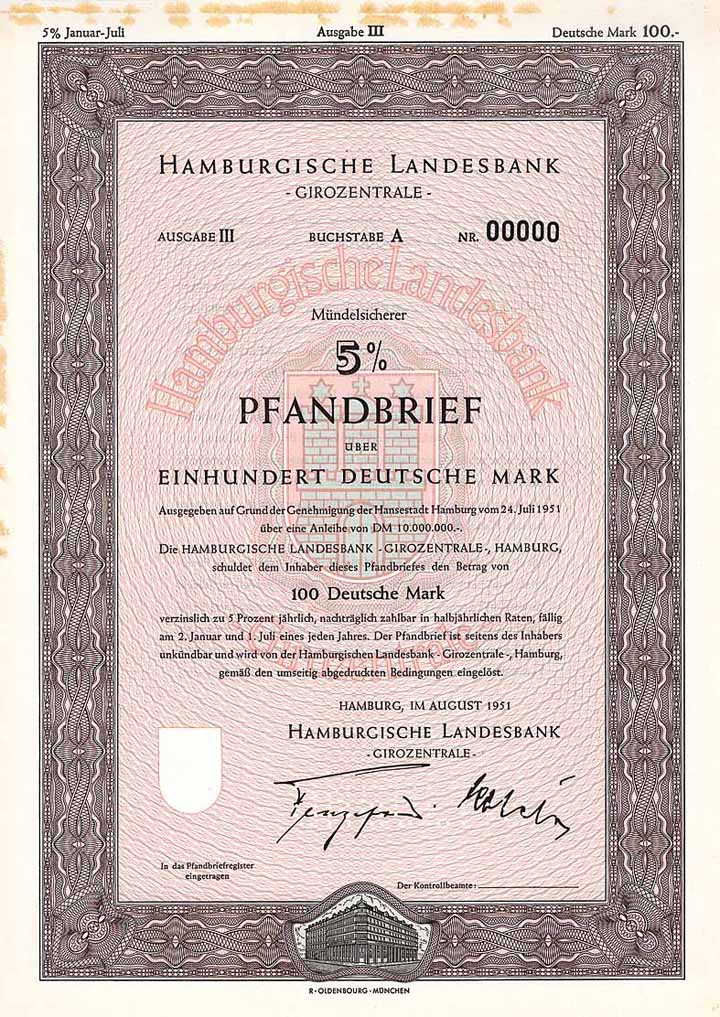 5% Januar-Juli Ausgabe III Deutsche Mark 100.-
HAMBURGISCHE LANDESBANK
- GIROZENTRALE -
AUSGABE III BUCHSTABE A NR. 00000
Hamburgische Landesbank
Mündelsicherer
5%
PFANDBRIEF
ÜBER
EINHUNDERT DEUTSCHE MARK
Ausgegeben auf Grund der Genehmigung der Hansestadt Hamburg vom 24. Juli 1951
über eine Anleihe von DM 10.000.000.-.
Die HAMBURGISCHE LANDESBANK - GIROZENTRALE -, HAMBURG,
schuldet dem Inhaber dieses Pfandbriefes den Betrag von
100 Deutsche Mark
verzinslich zu 5 Prozent jährlich, nachträglich zahlbar in halbjährlichen Raten, fällig
am 2. Januar und 1. Juli eines jeden Jahres. Der Pfandbrief ist seitens des Inhabers
unkündbar und wird von der Hamburgischen Landesbank - Girozentrale -, Hamburg,
gemäß den umseitig abgedruckten Bedingungen eingelöst.
HAMBURG, IM AUGUST 1951
HAMBURGISCHE LANDESBANK
- GIROZENTRALE -
In das Pfandbriefregister
eingetragen
Der Kontrollbeamte:
R · OLDENBOURG · MÜNCHEN